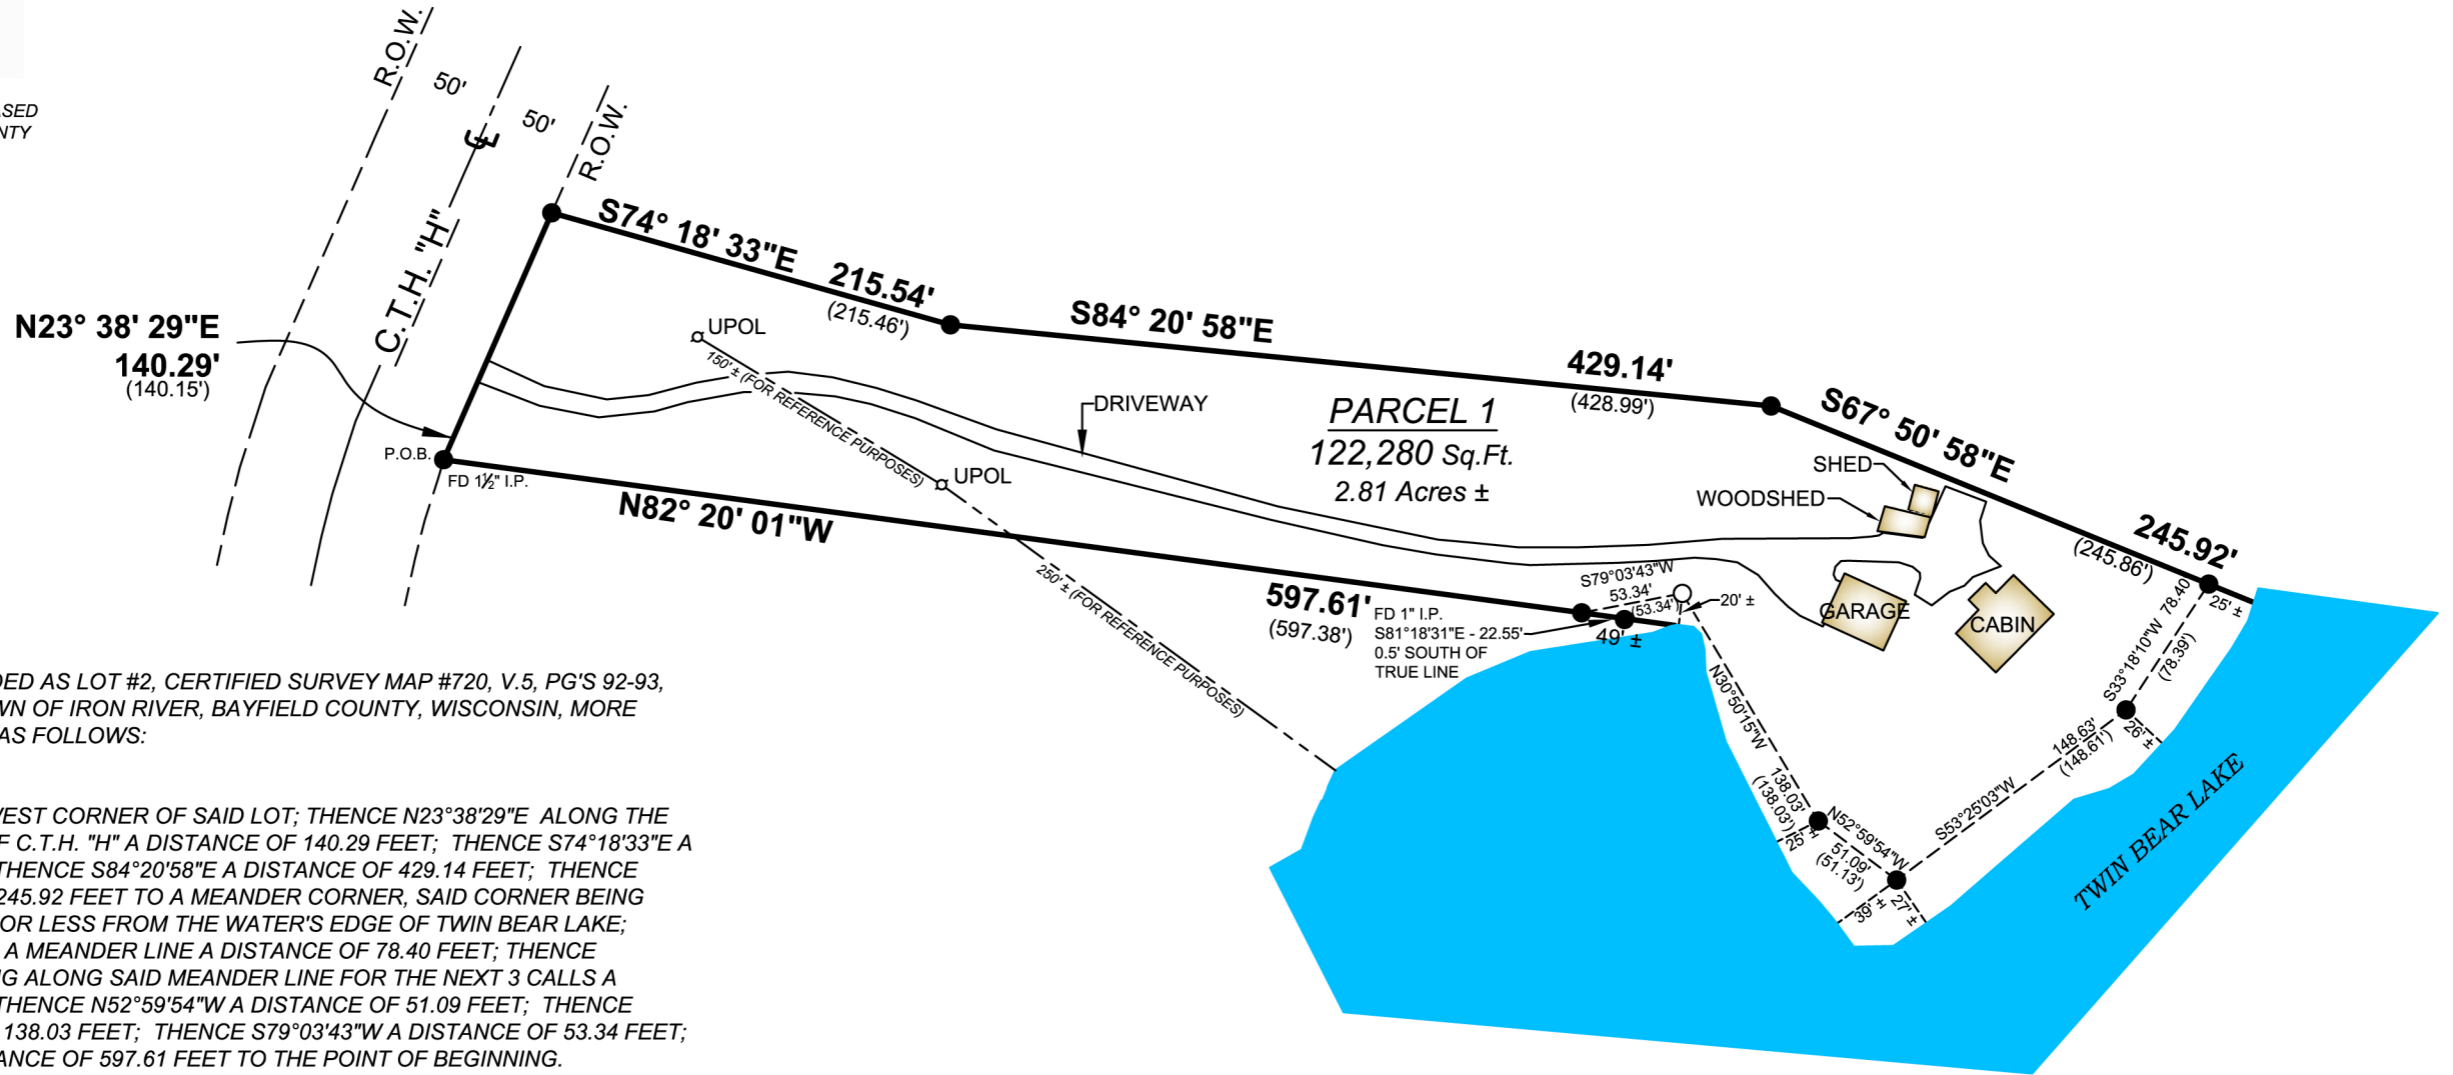 R.O.W.
50'
50'
R.O.W.
ASED
NTY
℄
C.T.H. "H"
N23° 38' 29"E
140.29'
(140.15')
S74° 18' 33"E 215.54'
(215.46')
S84° 20' 58"E 429.14'
(428.99')
S67° 50' 58"E 245.92'
(245.86')
UPOL
150' ± (FOR REFERENCE PURPOSES)
UPOL
250' ± (FOR REFERENCE PURPOSES)
DRIVEWAY
PARCEL 1
122,280 Sq.Ft.
2.81 Acres ±
SHED
WOODSHED
GARAGE
CABIN
P.O.B.
FD 1½" I.P.
N82° 20' 01"W 597.61'
(597.38')
FD 1" I.P.
S81°18'31"E - 22.55'
0.5' SOUTH OF
TRUE LINE
S79°03'43"W
53.34'
(53.34')
20' ±
49' ±
N30°50'15"W 138.03'
(138.03')
25' ±
N52°59'54"W
51.09'
(51.13')
39' ±
27' ±
S53°25'03"W 148.63'
(148.61')
26' ±
S33°18'10"W 78.40
(78.39')
25' ±
TWIN BEAR LAKE
DED AS LOT #2, CERTIFIED SURVEY MAP #720, V.5, PG'S 92-93,
WN OF IRON RIVER, BAYFIELD COUNTY, WISCONSIN, MORE
AS FOLLOWS:
WEST CORNER OF SAID LOT; THENCE N23°38'29"E ALONG THE
F C.T.H. "H" A DISTANCE OF 140.29 FEET; THENCE S74°18'33"E A
THENCE S84°20'58"E A DISTANCE OF 429.14 FEET; THENCE
245.92 FEET TO A MEANDER CORNER, SAID CORNER BEING
OR LESS FROM THE WATER'S EDGE OF TWIN BEAR LAKE;
A MEANDER LINE A DISTANCE OF 78.40 FEET; THENCE
G ALONG SAID MEANDER LINE FOR THE NEXT 3 CALLS A
THENCE N52°59'54"W A DISTANCE OF 51.09 FEET; THENCE
138.03 FEET; THENCE S79°03'43"W A DISTANCE OF 53.34 FEET;
ANCE OF 597.61 FEET TO THE POINT OF BEGINNING.